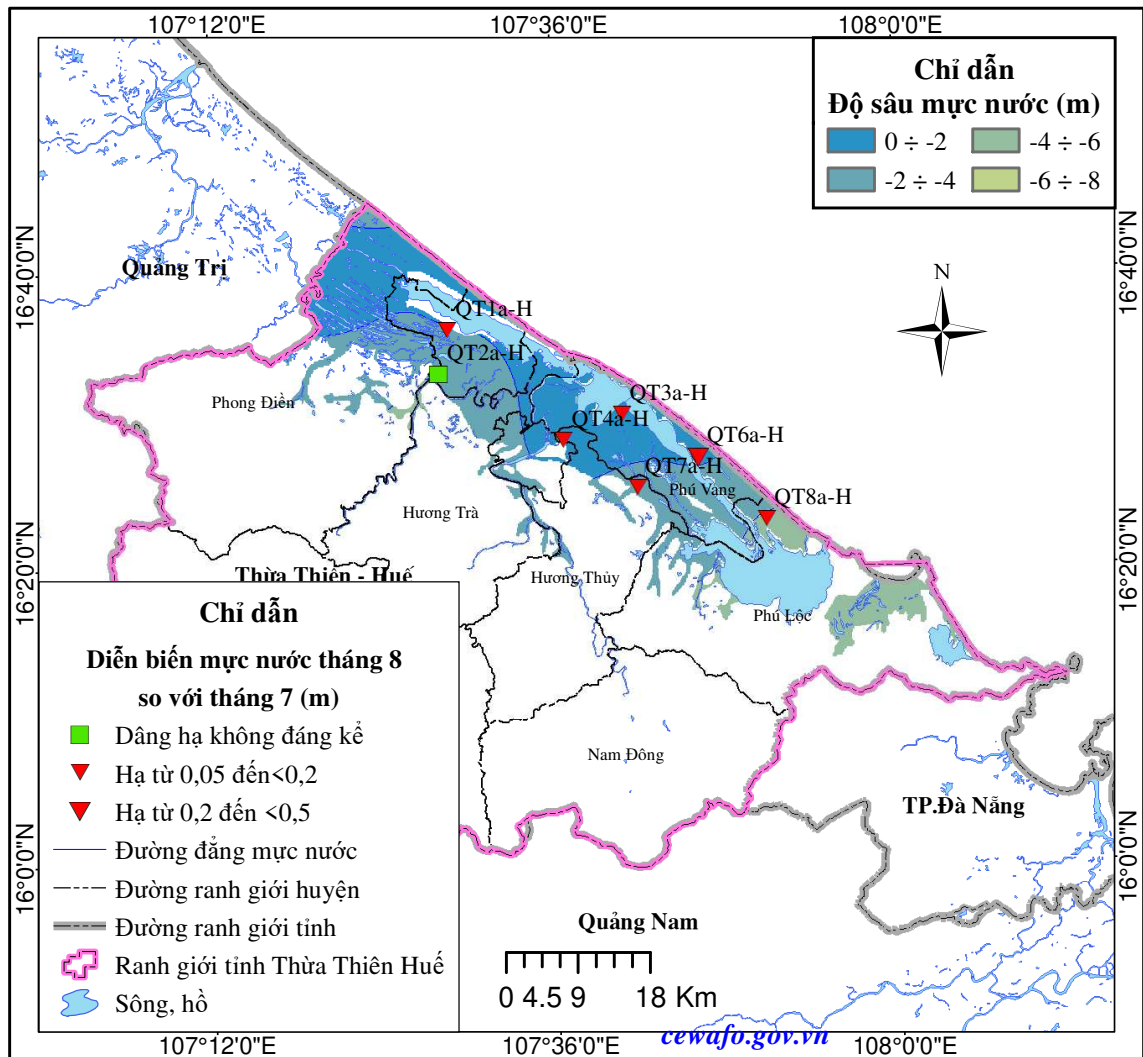 107°12'0"E
107°36'0"E
108°0'0"E
Chỉ dẫn
Độ sâu mực nước (m)
0 ÷ -2
-4 ÷ -6
-2 ÷ -4
-6 ÷ -8
16°40'0"N
16°40'0"N
Quảng Trị
N
QT1a-H
QT2a-H
Phong Điền
QT3a-H
QT4a-H
QT6a-H
QT7a-H
Phú Vang
QT8a-H
Hương Trà
16°20'0"N
16°20'0"N
Thừa Thiên - Huế
Hương Thủy
Phú Lộc
Chỉ dẫn
Diễn biến mực nước tháng 8
so với tháng 7 (m)
Dâng hạ không đáng kể
Hạ từ 0,05 đến<0,2
Hạ từ 0,2 đến <0,5
Đường đẳng mực nước
Đường ranh giới huyện
Đường ranh giới tỉnh
Ranh giới tỉnh Thừa Thiên Huế
Sông, hồ
Nam Đông
TP.Đà Nẵng
16°0'0"N
16°0'0"N
Quảng Nam
0 4.5 9 18 Km
cewafo.gov.vn
107°12'0"E
107°36'0"E
108°0'0"E